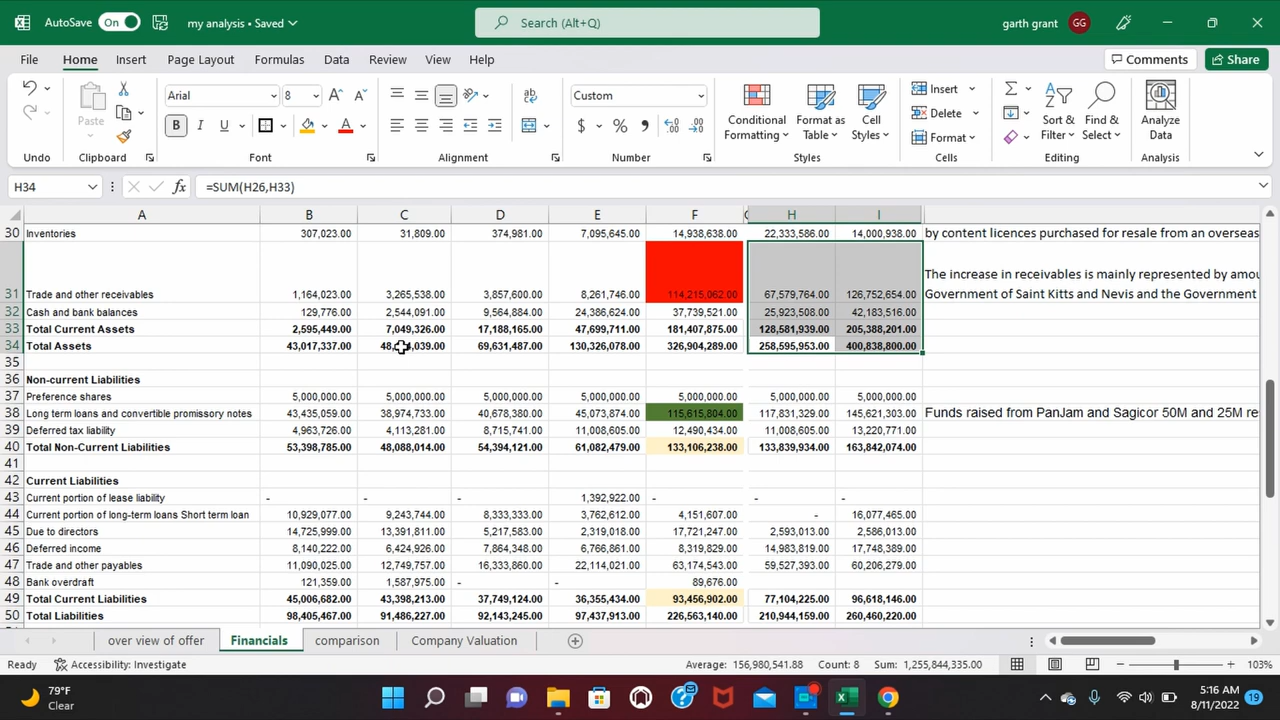 AutoSave On my analysis • Saved Search (Alt+Q) garth grant GG
File Home Insert Page Layout Formulas Data Review View Help Comments Share
Arial 8 Custom Insert Σ
Paste B I U A $ % Conditional Formatting Format as Table Cell Styles Delete Format Sort & Filter Find & Select Analyze Data
Undo Clipboard Font Alignment Number Styles Cells Editing Analysis
H34 fx =SUM(H26,H33)
A B C D E F H I
30 Inventories 307,023.00 31,809.00 374,981.00 7,095,645.00 14,938,638.00 22,333,586.00 14,000,938.00 by content licences purchased for resale from an overseas
The increase in receivables is mainly represented by amou
31 Trade and other receivables 1,164,023.00 3,265,538.00 3,857,600.00 8,261,746.00 114,215,062.00 67,579,764.00 126,752,654.00 Government of Saint Kitts and Nevis and the Government
32 Cash and bank balances 129,776.00 2,544,091.00 9,564,884.00 24,386,624.00 37,739,521.00 25,923,508.00 42,183,516.00
33 Total Current Assets 2,595,449.00 7,049,326.00 17,188,165.00 47,699,711.00 181,407,875.00 128,581,939.00 205,388,201.00
34 Total Assets 43,017,337.00 039.00 69,631,487.00 130,326,078.00 326,904,289.00 258,595,953.00 400,838,800.00
35
36 Non-current Liabilities
37 Preference shares 5,000,000.00 5,000,000.00 5,000,000.00 5,000,000.00 5,000,000.00 5,000,000.00 5,000,000.00
38 Long term loans and convertible promissory notes 43,435,059.00 38,974,733.00 40,678,380.00 45,073,874.00 115,615,804.00 117,831,329.00 145,621,303.00 Funds raised from PanJam and Sagicor 50M and 25M re
39 Deferred tax liability 4,963,726.00 4,113,281.00 8,715,741.00 11,008,605.00 12,490,434.00 11,008,605.00 13,220,771.00
40 Total Non-Current Liabilities 53,398,785.00 48,088,014.00 54,394,121.00 61,082,479.00 133,106,238.00 133,839,934.00 163,842,074.00
41
42 Current Liabilities
43 Current portion of lease liability - - - 1,392,922.00 - - -
44 Current portion of long-term loans Short term loan 10,929,077.00 9,243,744.00 8,333,333.00 3,762,612.00 4,151,607.00 - 16,077,465.00
45 Due to directors 14,725,999.00 13,391,811.00 5,217,583.00 2,319,018.00 17,721,247.00 2,593,013.00 2,586,013.00
46 Deferred income 8,140,222.00 6,424,926.00 7,864,348.00 6,766,861.00 8,319,829.00 14,983,819.00 17,748,389.00
47 Trade and other payables 11,090,025.00 12,749,757.00 16,333,860.00 22,114,021.00 63,174,543.00 59,527,393.00 60,206,279.00
48 Bank overdraft 121,359.00 1,587,975.00 - - 89,676.00
49 Total Current Liabilities 45,006,682.00 43,398,213.00 37,749,124.00 36,355,434.00 93,456,902.00 77,104,225.00 96,618,146.00
50 Total Liabilities 98,405,467.00 91,486,227.00 92,143,245.00 97,437,913.00 226,563,140.00 210,944,159.00 260,460,220.00
over view of offer Financials comparison Company Valuation
Ready Accessibility: Investigate Average: 156,980,541.88 Count: 8 Sum: 1,255,844,335.00 103%
79°F 5:16 AM
Clear 8/11/2022 19